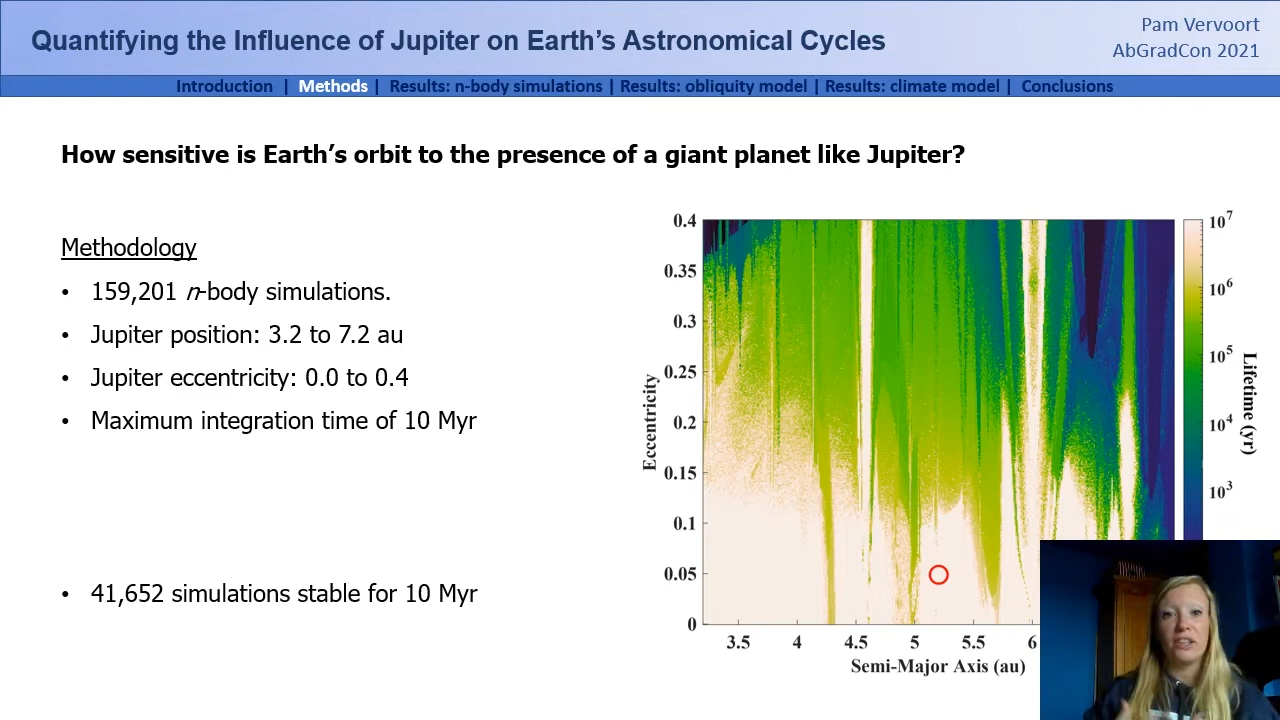 Quantifying the Influence of Jupiter on Earth’s Astronomical Cycles
Pam Vervoort
AbGradCon 2021
Introduction | Methods | Results: n-body simulations | Results: obliquity model | Results: climate model | Conclusions
How sensitive is Earth’s orbit to the presence of a giant planet like Jupiter?
Methodology
• 159,201 n-body simulations.
• Jupiter position: 3.2 to 7.2 au
• Jupiter eccentricity: 0.0 to 0.4
• Maximum integration time of 10 Myr
• 41,652 simulations stable for 10 Myr
Eccentricity
0.4
0.35
0.3
0.25
0.2
0.15
0.1
0.05
0
3.5 4 4.5 5 5.5 6
Semi-Major Axis (au)
10⁷
10⁶
10⁵
10⁴
10³
Lifetime (yr)